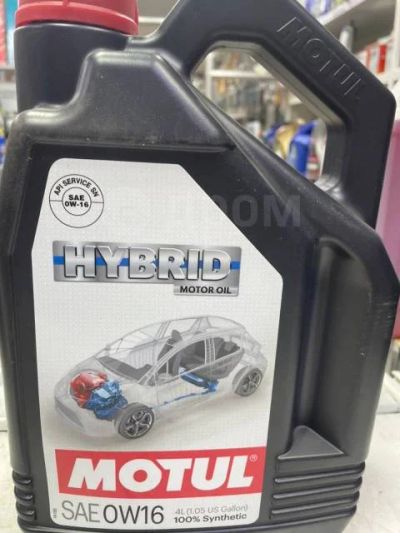 MOTUL
API SERVICE SN
SAE
0W-16
HYBRID
MOTOR OIL
MOTUL
SAE 0W16
4L (1.05 US Gallon)
100% Synthetic